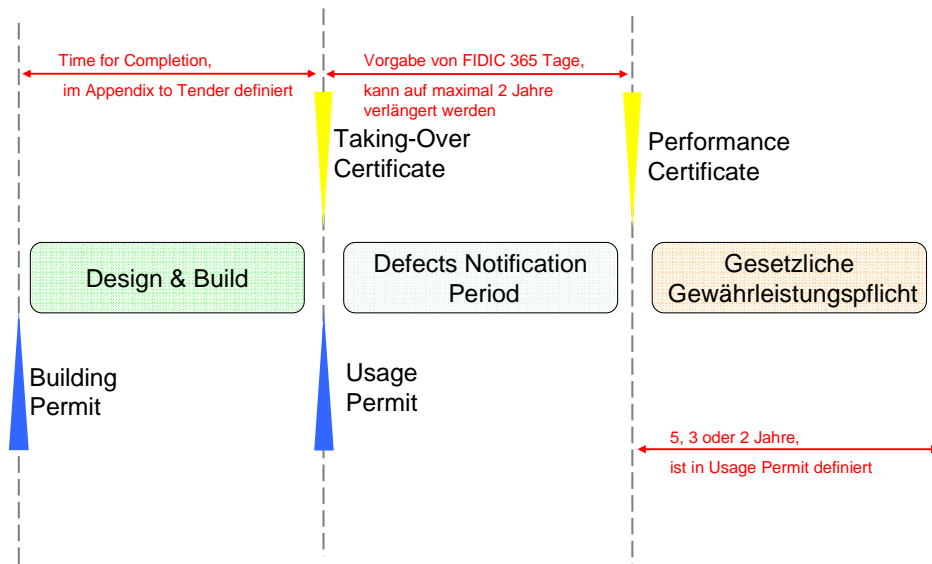 Time for Completion,
im Appendix to Tender definiert
Vorgabe von FIDIC 365 Tage,
kann auf maximal 2 Jahre
verlängert werden
Taking-Over
Certificate
Performance
Certificate
Design & Build
Defects Notification
Period
Gesetzliche
Gewährleistungspflicht
Building
Permit
Usage
Permit
5, 3 oder 2 Jahre,
ist in Usage Permit definiert